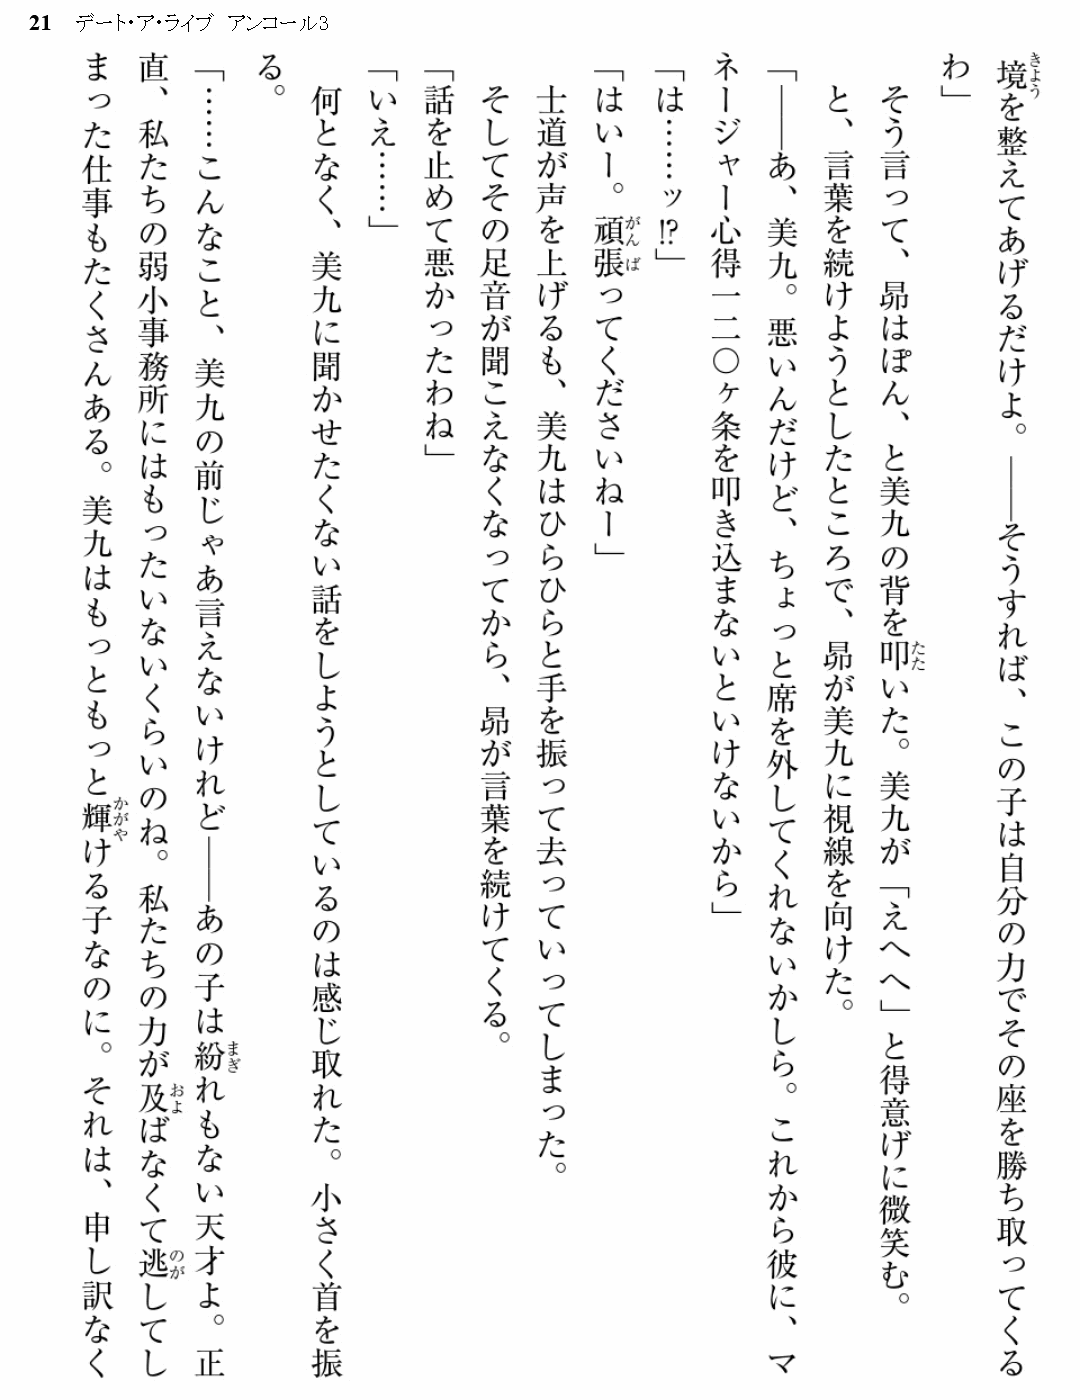 21 デート・ア・ライブ アンコール3
境を整えてあげるだけよ。――そうすれば、この子は自分の力でその座を勝ち取ってくる
わ」
そう言って、昴はぽん、と美九の背を叩いた。美九が「えへへ」と得意げに微笑む。
と、言葉を続けようとしたところで、昴が美九に視線を向けた。
「――あ、美九。悪いんだけど、ちょっと席を外してくれないかしら。これから彼に、マ
ネージャー心得一二〇ヶ条を叩き込まないといけないから」
「は……ッ!?」
「はいー。頑張ってくださいねー」
士道が声を上げるも、美九はひらひらと手を振って去っていってしまった。
そしてその足音が聞こえなくなってから、昴が言葉を続けてくる。
「話を止めて悪かったわね」
「いえ……」
何となく、美九に聞かせたくない話をしようとしているのは感じ取れた。小さく首を振
る。
「……こんなこと、美九の前じゃあ言えないけれど――あの子は紛れもない天才よ。正
直、私たちの弱小事務所にはもったいないくらいのね。私たちの力が及ばなくて逃してし
まった仕事もたくさんある。美九はもっともっと輝ける子なのに。それは、申し訳なく